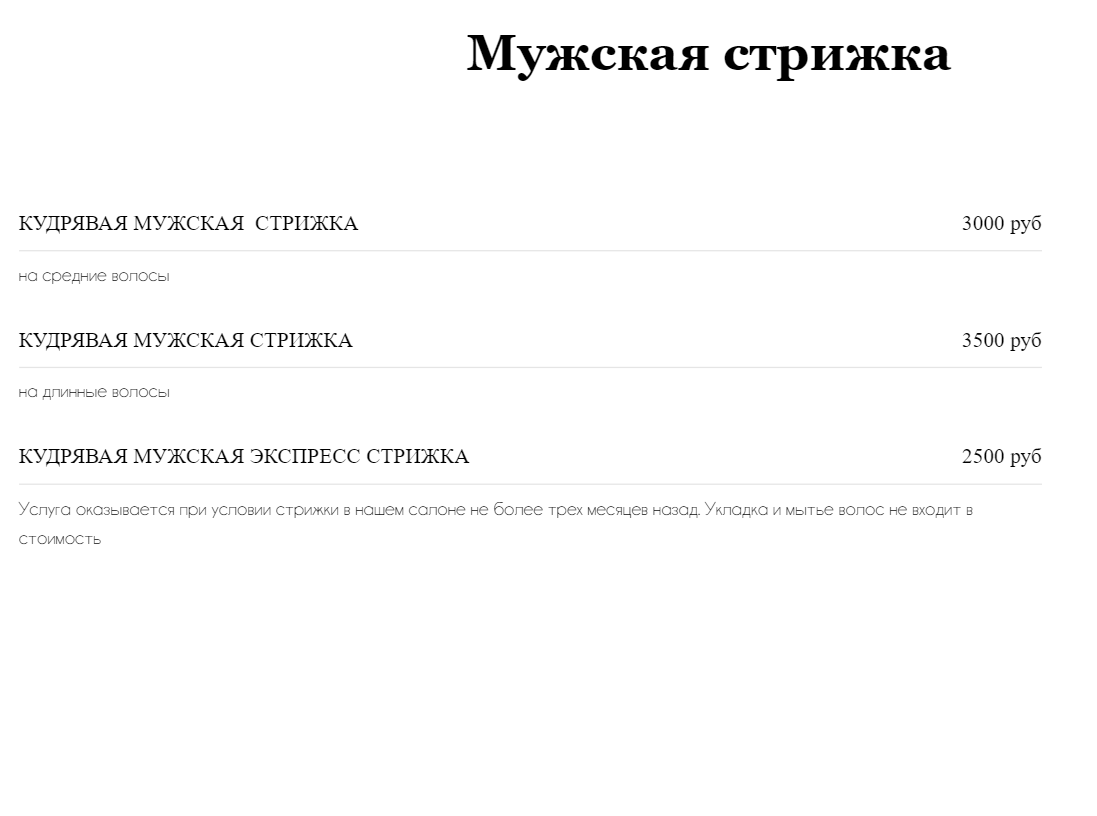 Мужская стрижка
КУДРЯВАЯ МУЖСКАЯ  СТРИЖКА 3000 руб
на средние волосы
КУДРЯВАЯ МУЖСКАЯ СТРИЖКА 3500 руб
на длинные волосы
КУДРЯВАЯ МУЖСКАЯ ЭКСПРЕСС СТРИЖКА 2500 руб
Услуга оказывается при условии стрижки в нашем салоне не более трех месяцев назад. Укладка и мытье волос не входит в
стоимость